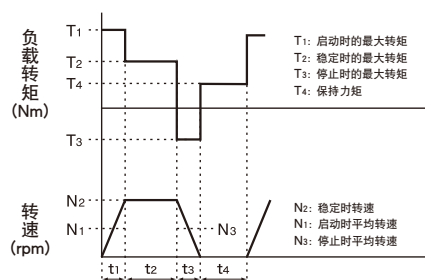 负载转矩
(Nm)
T1
T2
T4
T3
T1: 启动时的最大转矩
T2: 稳定时的最大转矩
T3: 停止时的最大转矩
T4: 保持力矩
转速
(rpm)
N2
N1
N3
N2: 稳定时转速
N1: 启动时平均转速
N3: 停止时平均转速
t1 t2 t3 t4